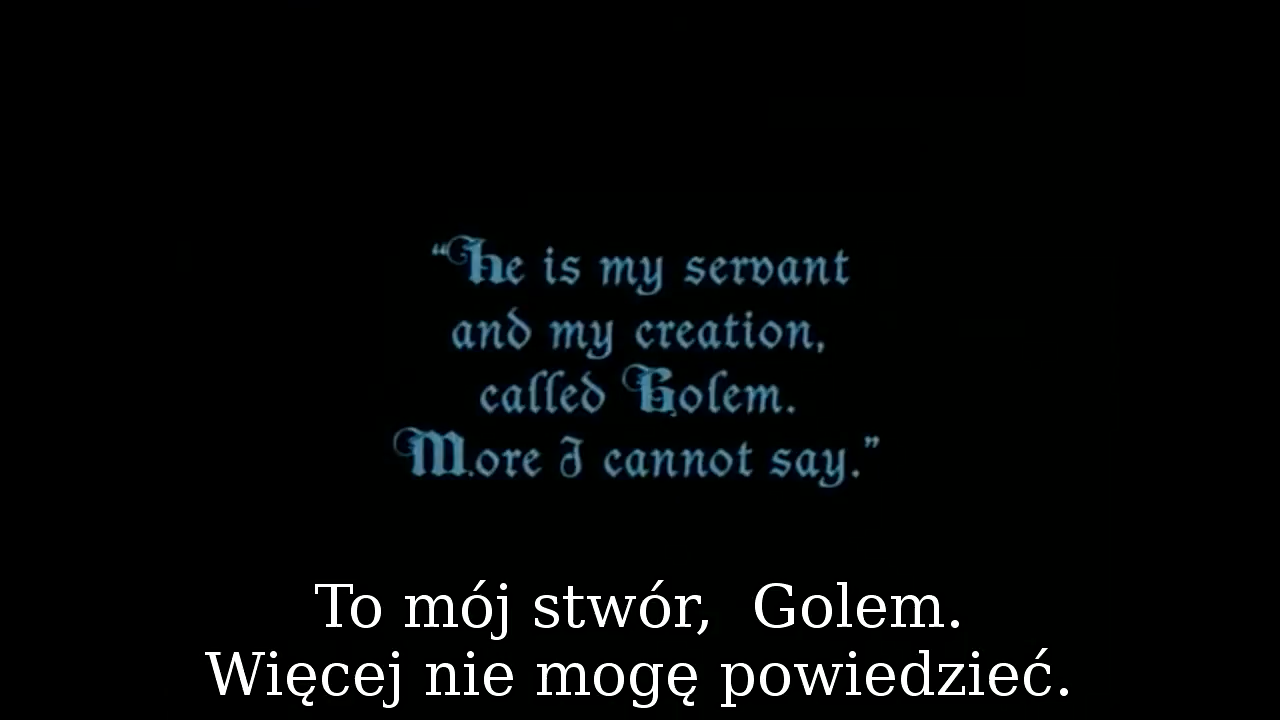 “He is my servant
and my creation,
called Golem.
More I cannot say.”
To mój stwór,  Golem.
Więcej nie mogę powiedzieć.